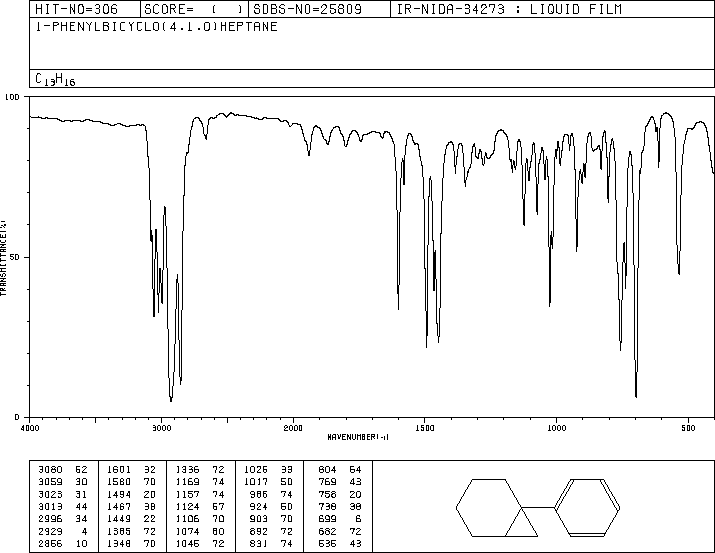 HIT-NO=306 SCORE= ( ) SDBS-NO=25809 IR-NIDA-34273 : LIQUID FILM
1-PHENYLBICYCLO(4.1.0)HEPTANE
C13H16
100
50
0
TRANSMITTANCE(%)
4000 3000 2000 1500 1000 500
WAVENUMBER(-1)
3080 52 1601 32 1336 72 1026 33 804 64
3059 30 1580 70 1169 74 1017 50 769 43
3023 31 1494 20 1157 74 986 74 758 20
3013 44 1467 38 1124 57 924 50 738 38
2996 34 1449 22 1106 70 903 70 699 6
2929 4 1385 72 1074 60 892 72 682 72
2856 10 1348 70 1046 72 831 74 535 43